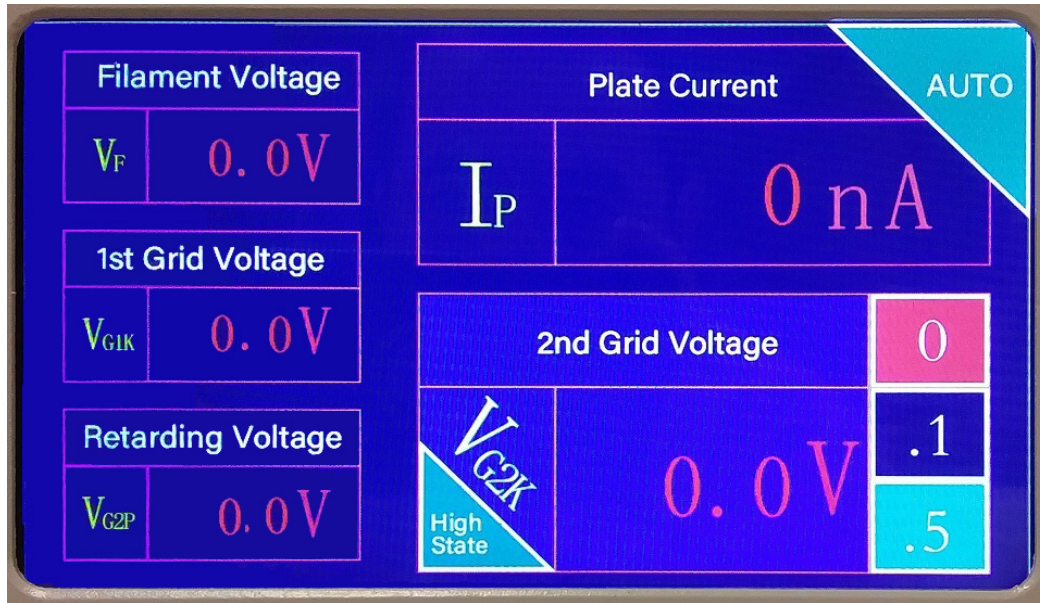 Filament Voltage
VF 0.0V
1st Grid Voltage
VG1K 0.0V
Retarding Voltage
VG2P 0.0V
Plate Current
AUTO
IP 0 nA
2nd Grid Voltage
0
VG2K 0.0V
.1
High
State
.5